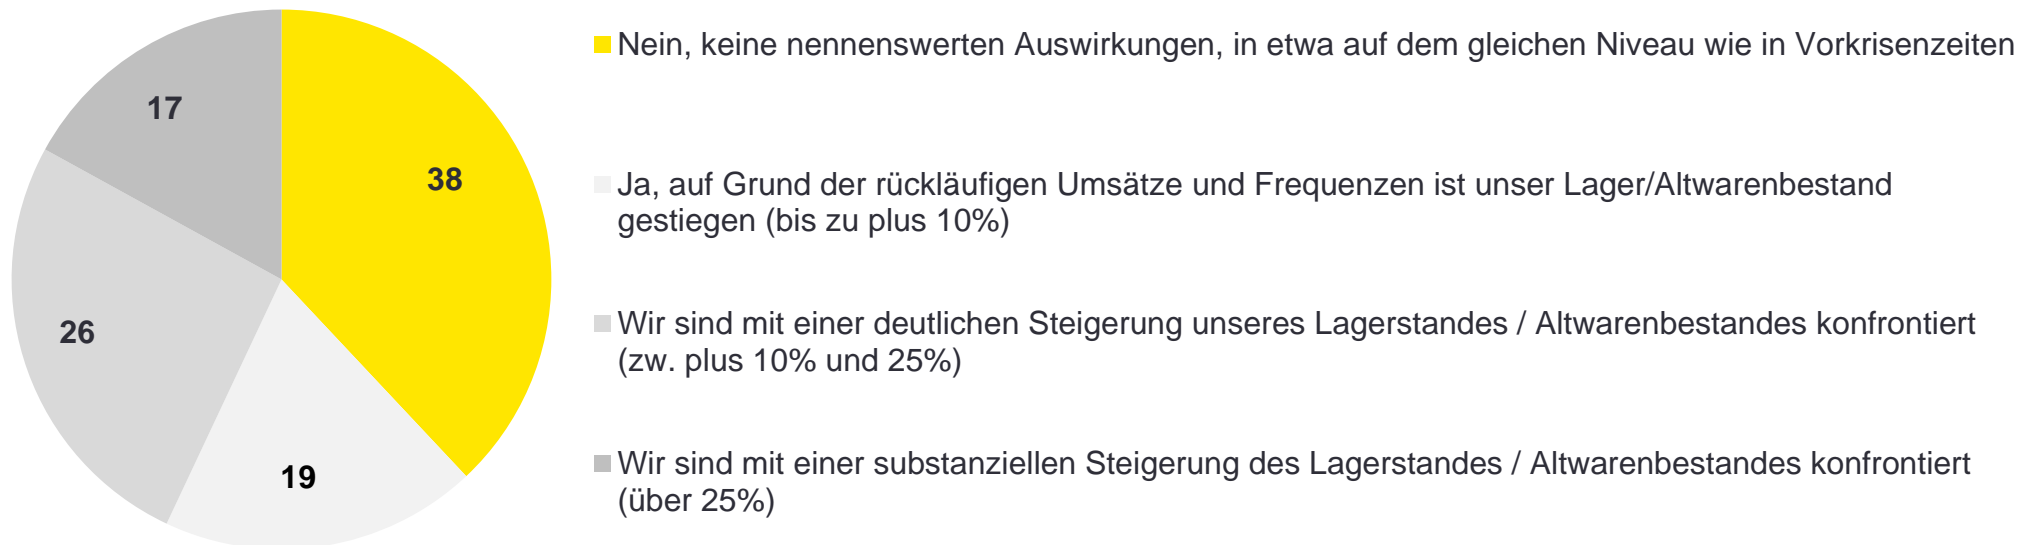 Nein, keine nennenswerten Auswirkungen, in etwa auf dem gleichen Niveau wie in Vorkrisenzeiten
17
38
Ja, auf Grund der rückläufigen Umsätze und Frequenzen ist unser Lager/Altwarenbestand
gestiegen (bis zu plus 10%)
26
Wir sind mit einer deutlichen Steigerung unseres Lagerstandes / Altwarenbestandes konfrontiert
(zw. plus 10% und 25%)
19
Wir sind mit einer substanziellen Steigerung des Lagerstandes / Altwarenbestandes konfrontiert
(über 25%)